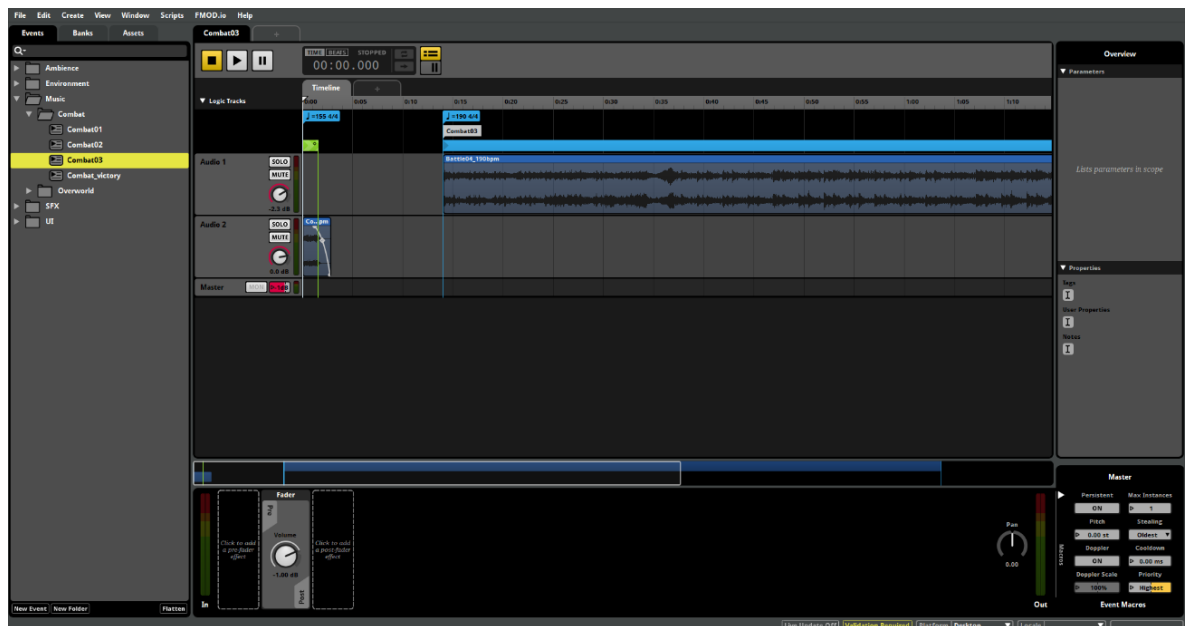 File Edit Create View Window Scripts FMOD.io Help
Events Banks Assets
Combat03 +
Ambience
Environment
Music
Combat
Combat01
Combat02
Combat03
Combat_victory
Overworld
SFX
UI
New Event New Folder Flatten
TIME BEATS STOPPED
00:00.000
Timeline +
Logic Tracks
0:00 0:05 0:10 0:15 0:20 0:25 0:30 0:35 0:40 0:45 0:50 0:55 1:00 1:05 1:10
♩=155 4/4 ♩=190 4/4
Combat03
Audio 1 SOLO Battle04_190bpm
MUTE
-3.3 dB
Audio 2 SOLO Co...pm
MUTE
0.0 dB
Master MON
Fader
Pre
Click to add a pre-fader effect
Volume
-1.00 dB
Post
Click to add a post-fader effect
Pan
0.00
In Out
Overview
Parameters
Lists parameters in scope
Properties
Tags
User Properties
Notes
Master
Macros
Persistent Max Instances
ON 1
Pitch Stealing
0.00 st Oldest
Doppler Cooldown
ON 0.00 ms
Doppler Scale Priority
100% Highest
Event Macros
Live Update Off Validation Required Platform Desktop Locale